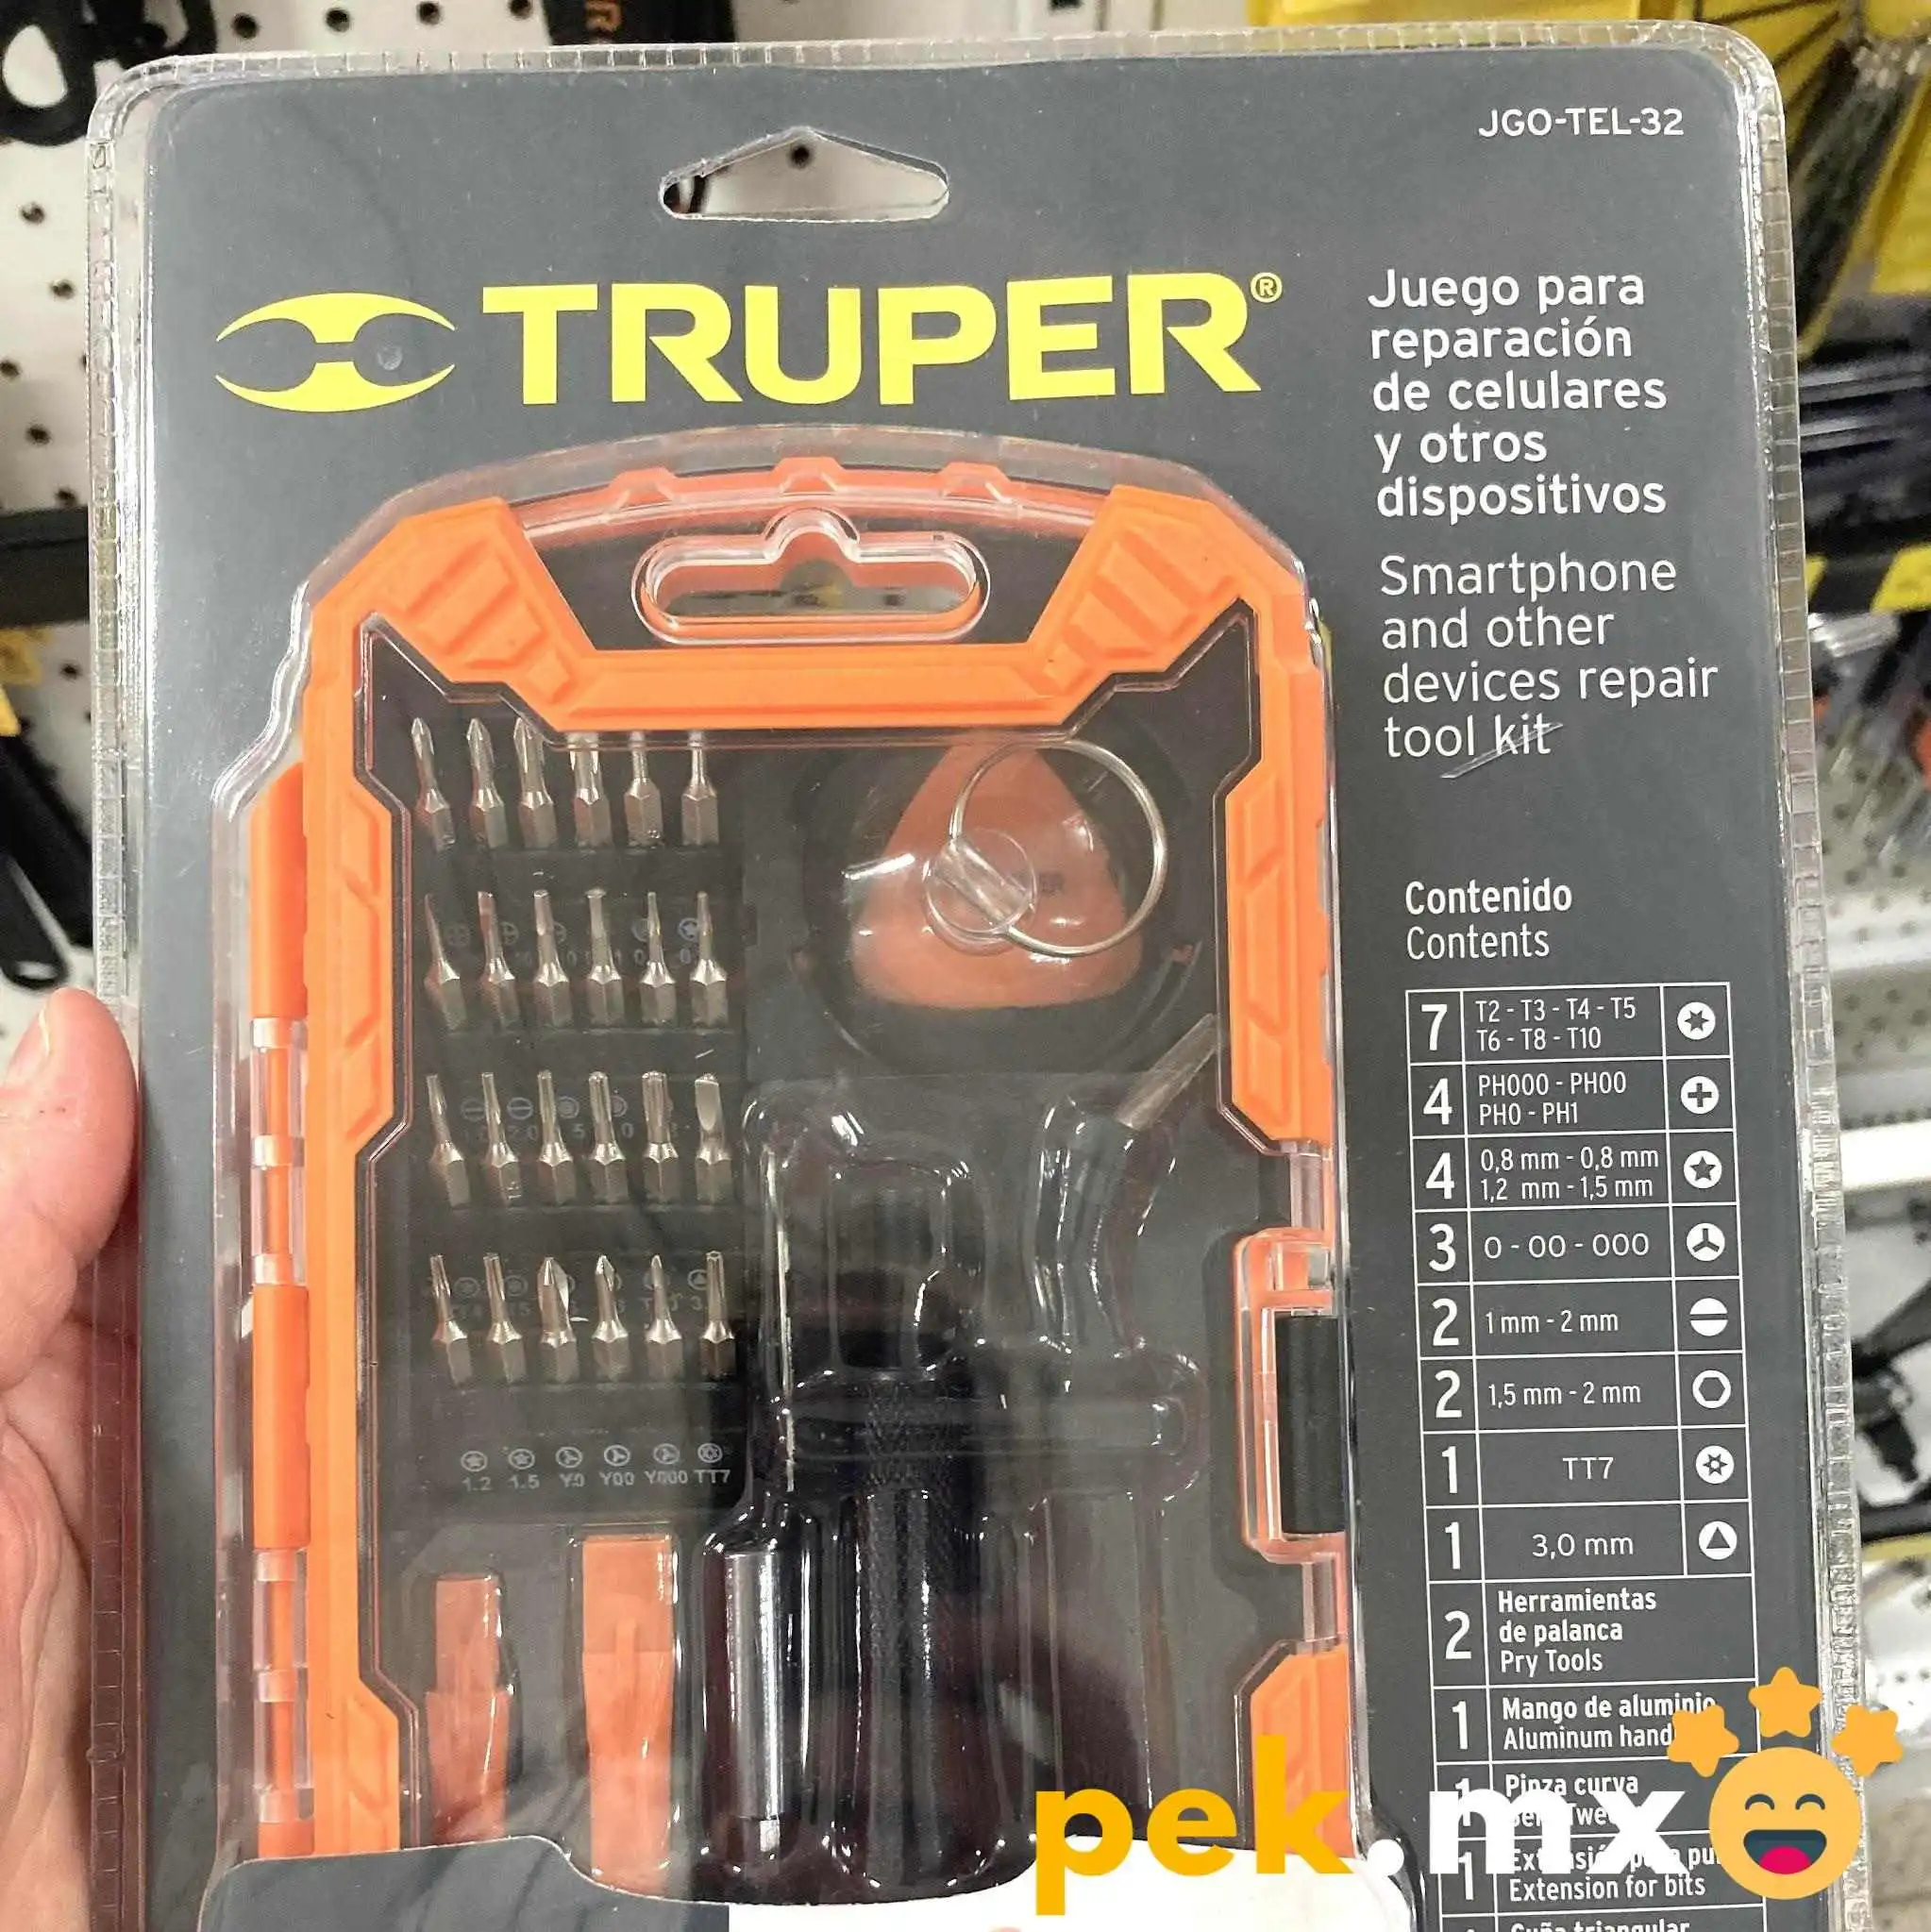 JGO-TEL-32
TRUPER®
Juego para
reparación
de celulares
y otros
dispositivos
Smartphone
and other
devices repair
tool kit
Contenido
Contents
7 T2 - T3 - T4 - T5
T6 - T8 - T10
4 PH000 - PH00
PH0 - PH1
4 0,8 mm - 0,8 mm
1,2 mm - 1,5 mm
3 0 - 00 - 000
2 1 mm - 2 mm
2 1,5 mm - 2 mm
1 TT7
1 3,0 mm
2 Herramientas
de palanca
Pry Tools
1 Mango de aluminio
Aluminum
1 Pinza curva
1
Extension for bits
1.2 1.5 Y0 Y00 Y000 TT7
pek.mx